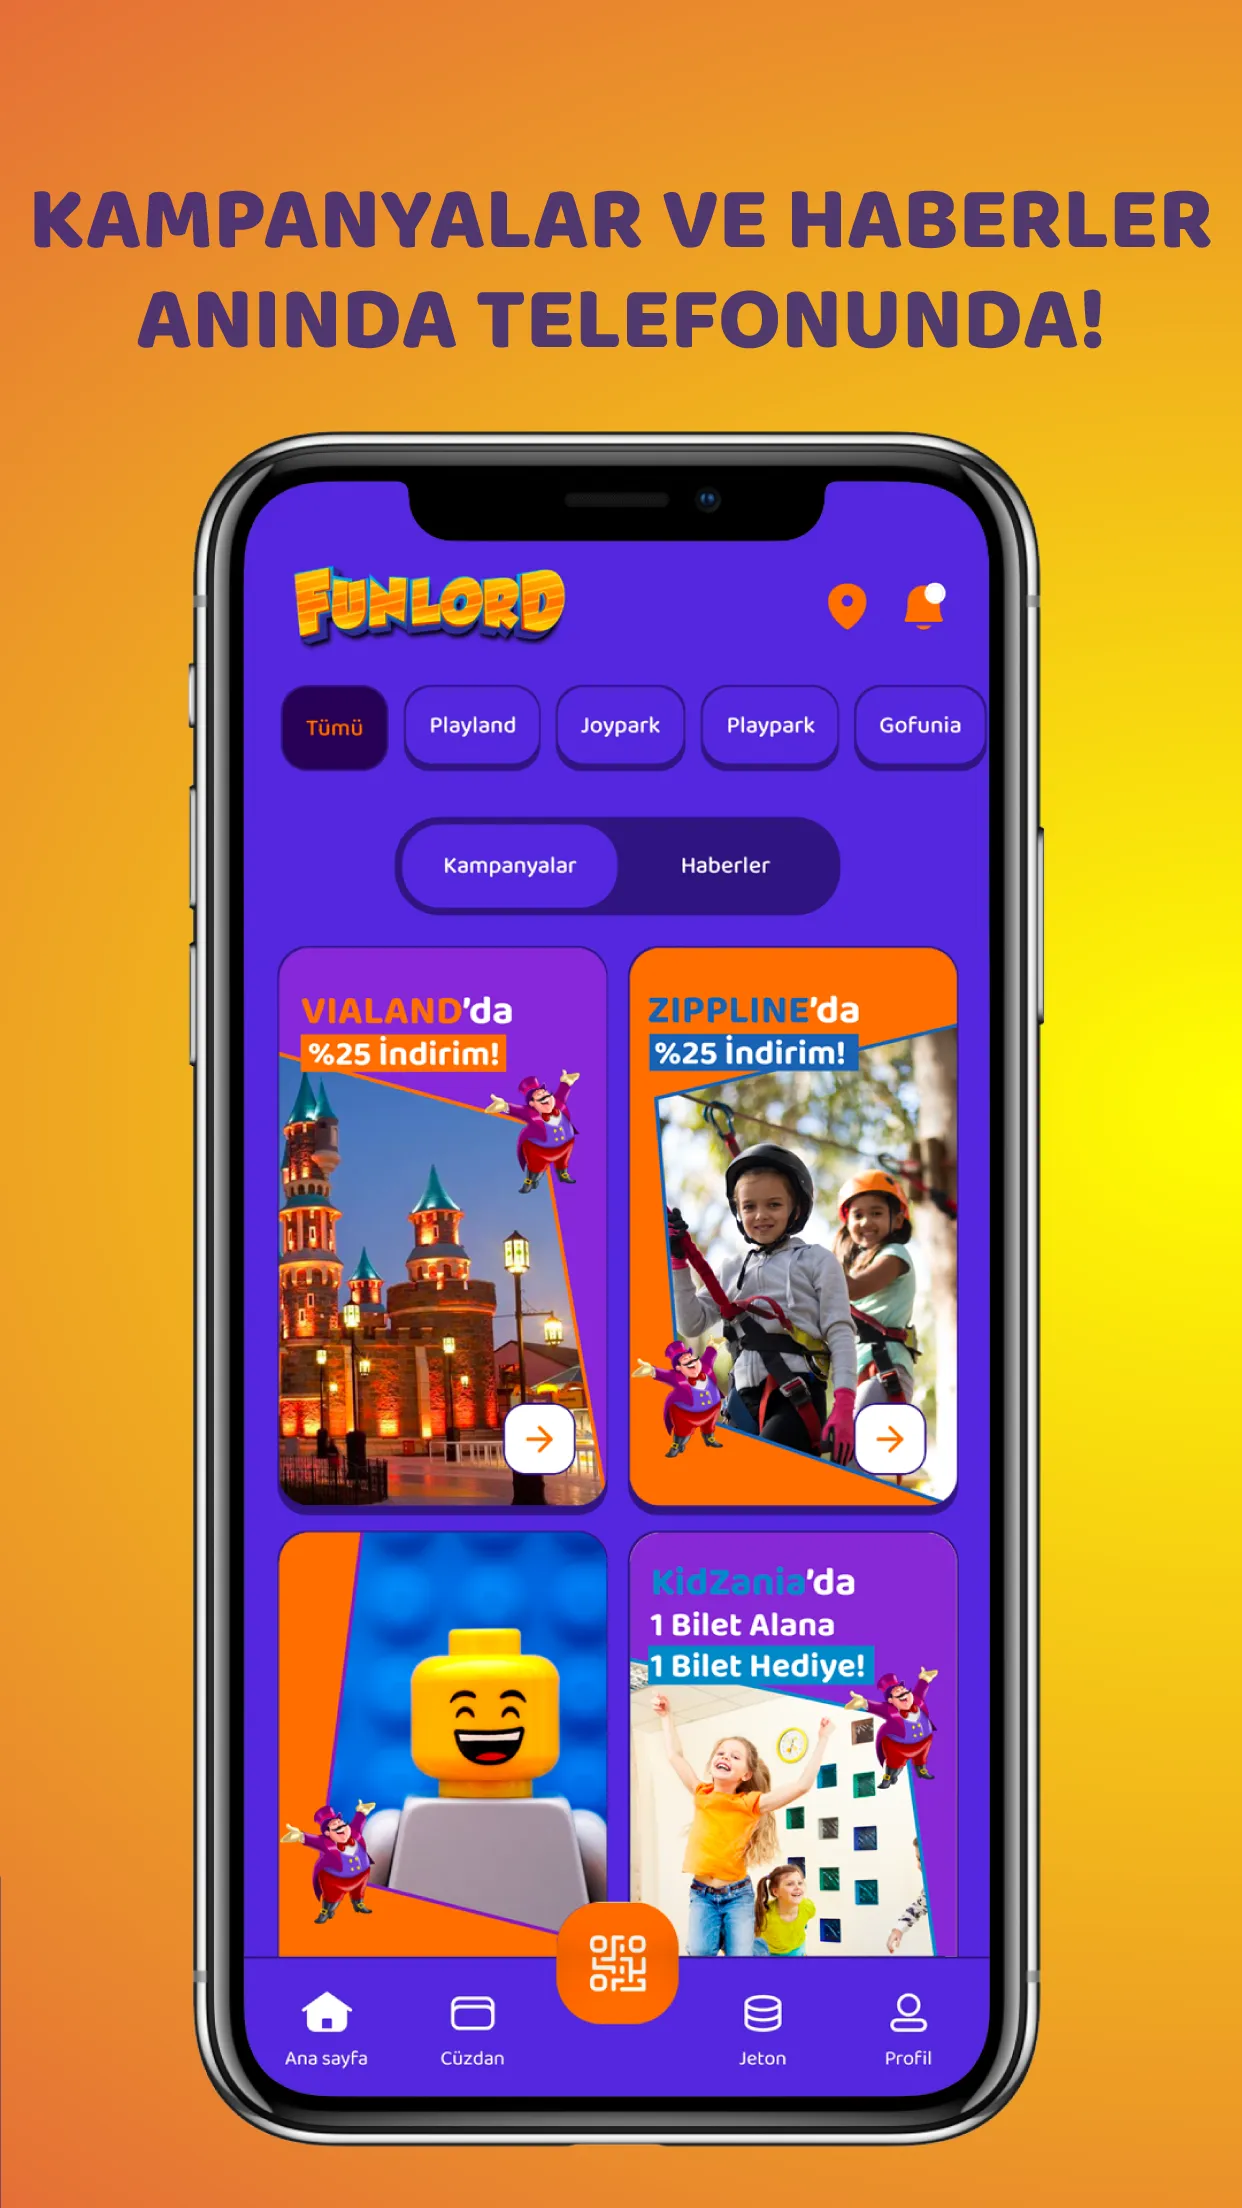 KAMPANYALAR VE HABERLER
ANINDA TELEFONUNDA!
FUNLORD
Tümü
Playland
Joypark
Playpark
Gofunia
Kampanyalar
Haberler
VIALAND'da
%25 İndirim!
ZIPPLINE'da
%25 İndirim!
KidZania'da
1 Bilet Alana
1 Bilet Hediye!
Ana sayfa
Cüzdan
Jeton
Profil